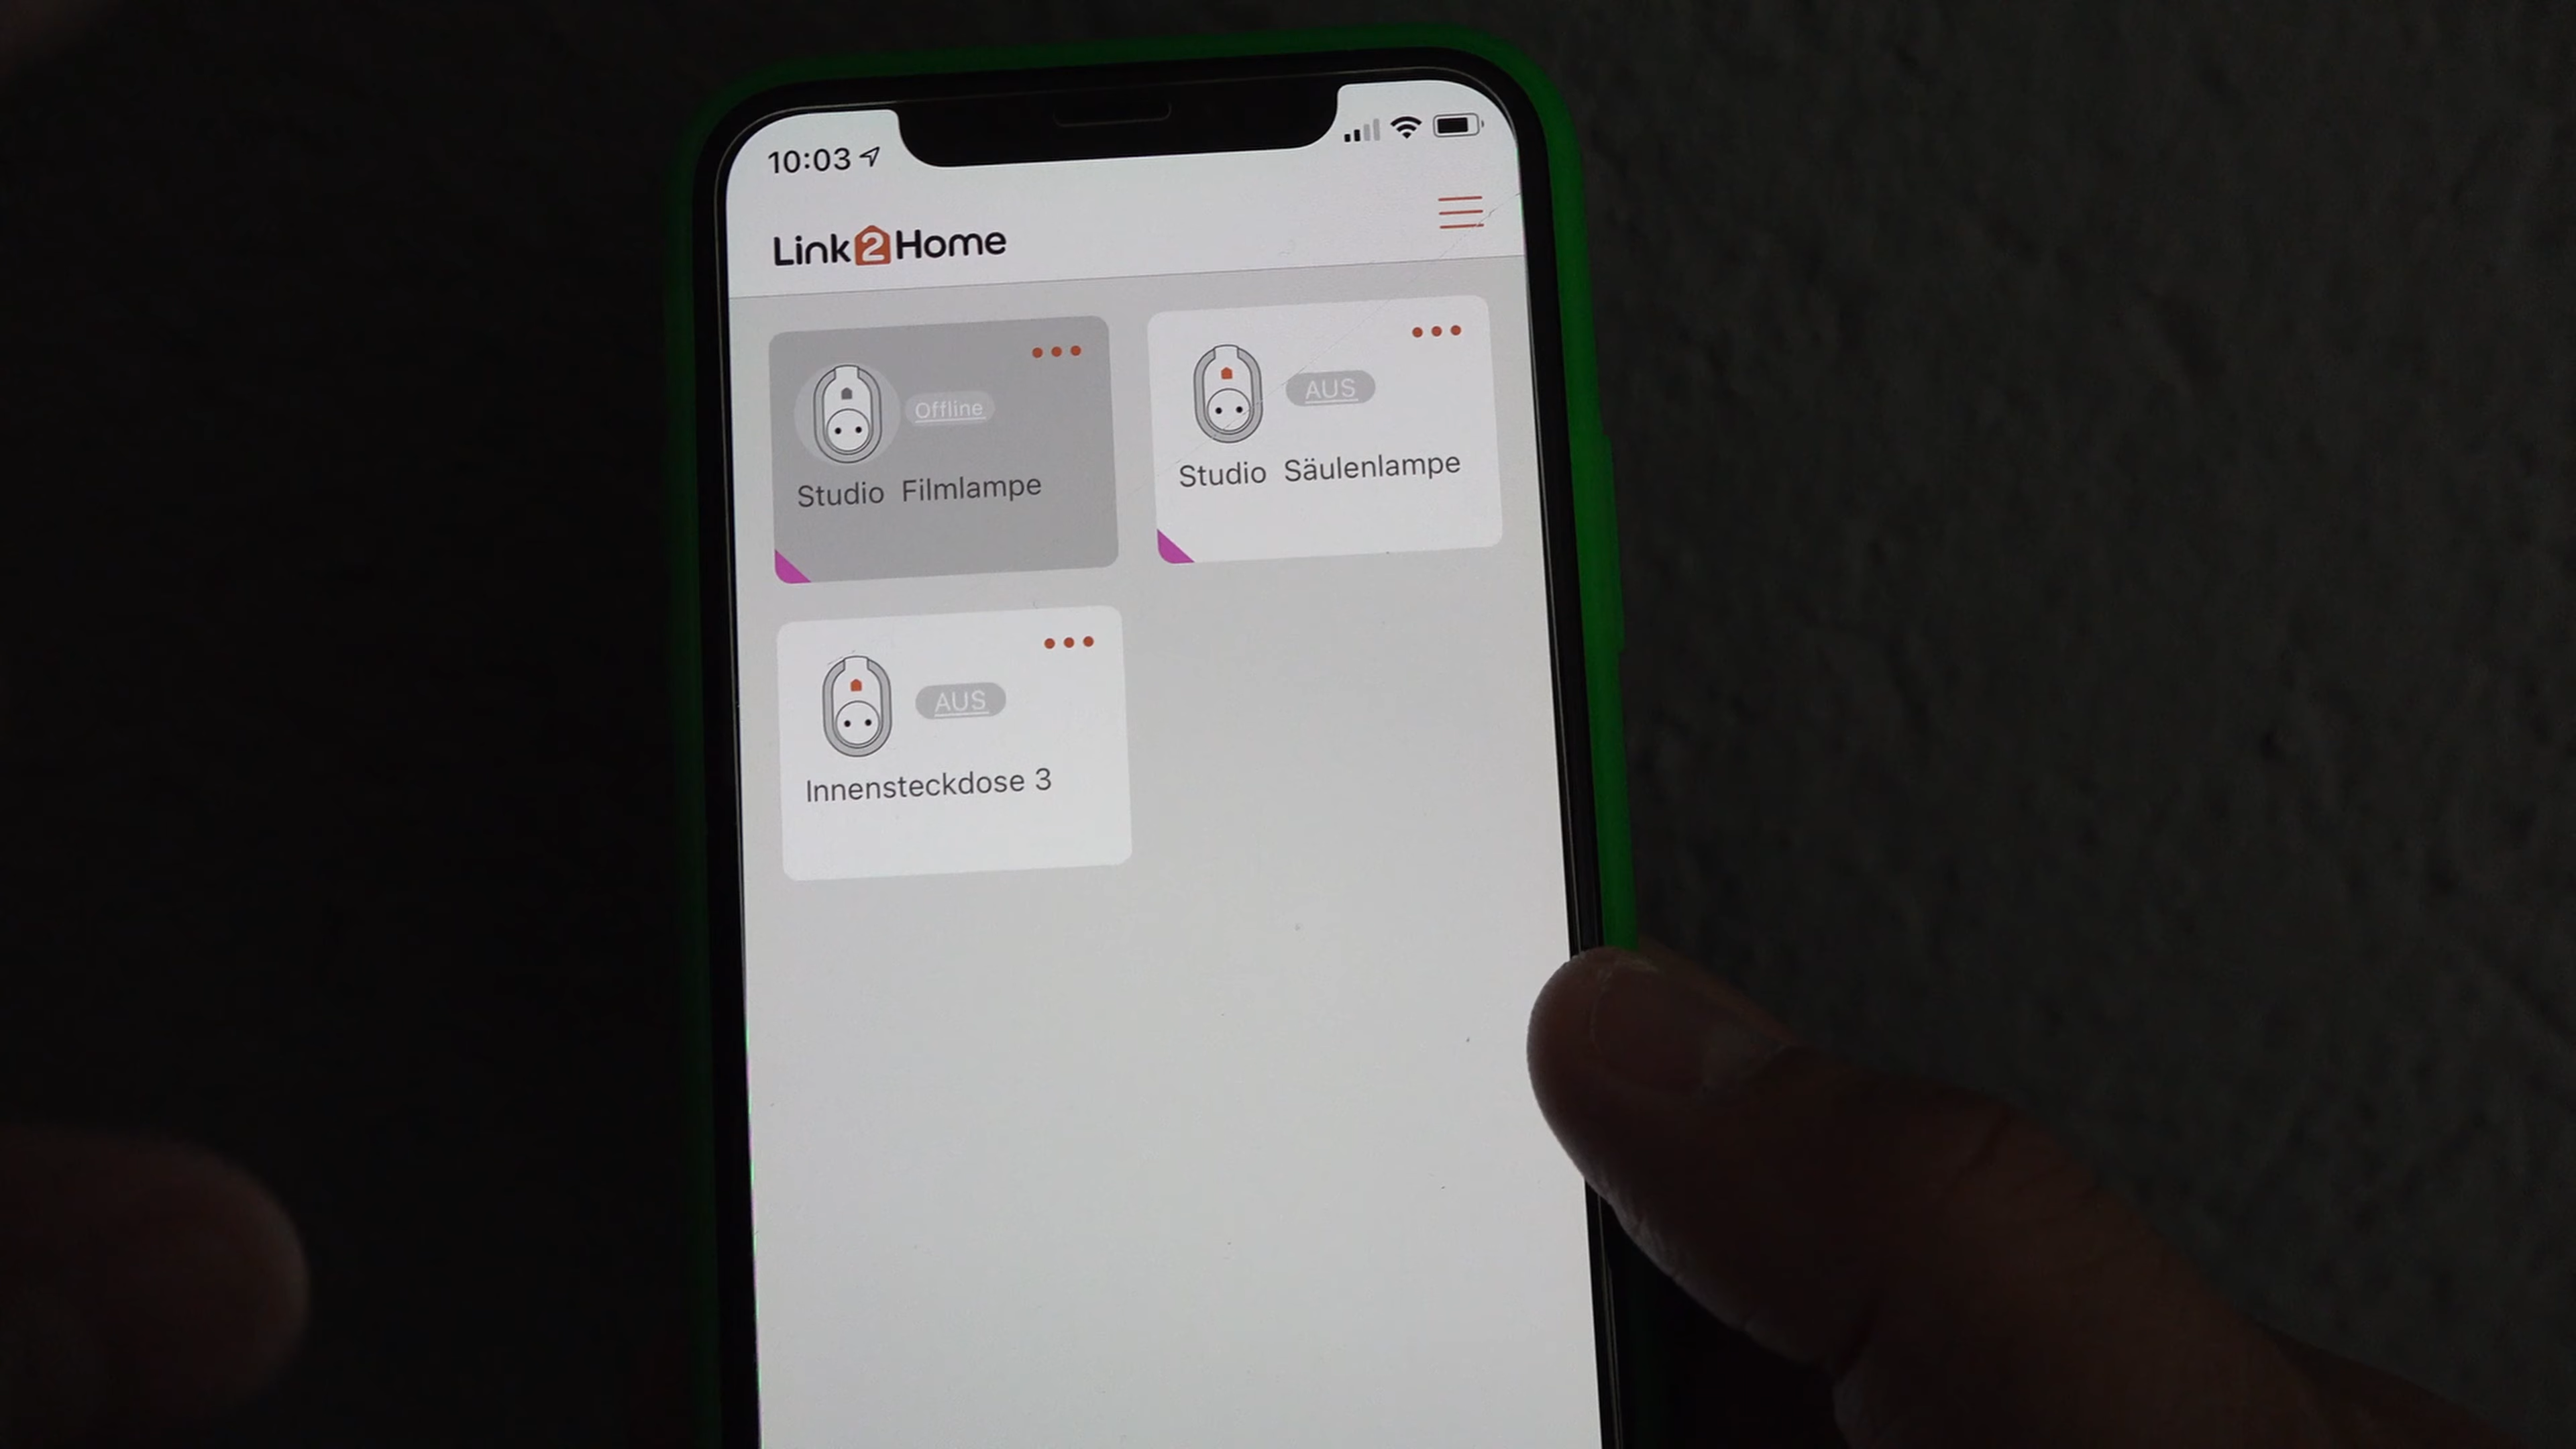 10:03
Link2Home
Offline
Studio Filmlampe
AUS
Studio Säulenlampe
AUS
Innensteckdose 3